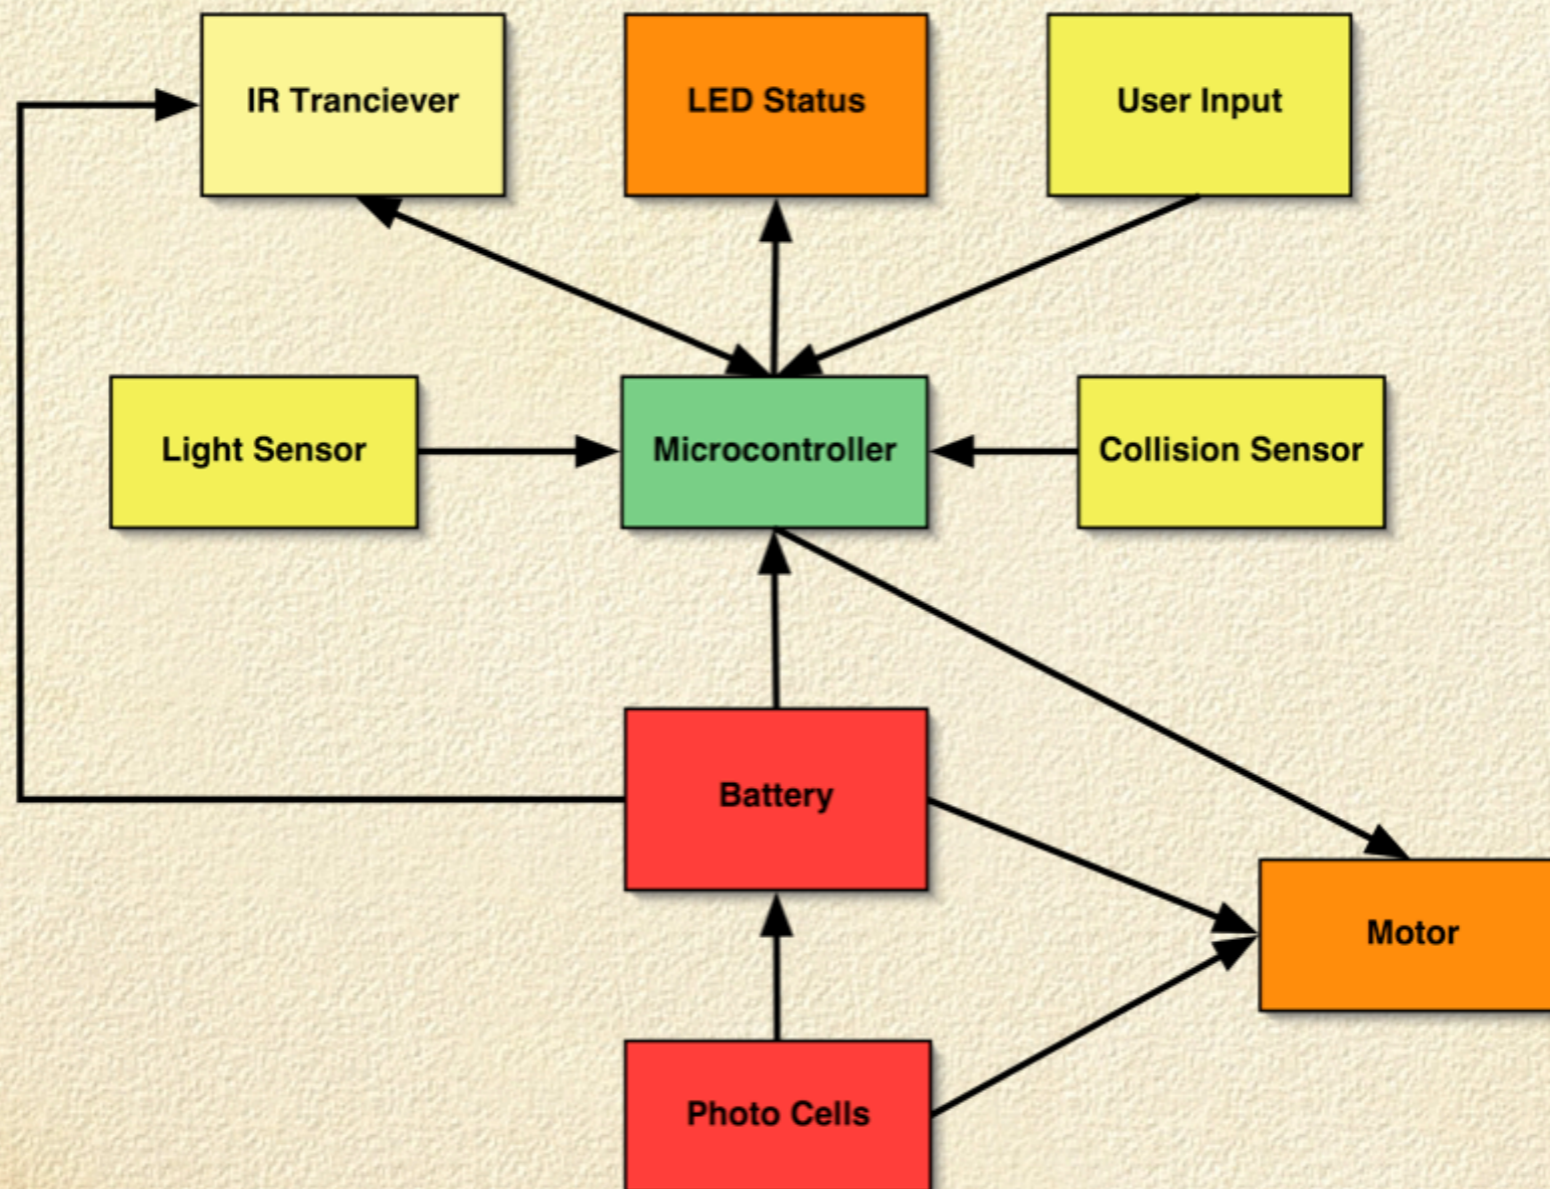 IR Tranciever
LED Status
User Input
Light Sensor
Microcontroller
Collision Sensor
Battery
Motor
Photo Cells